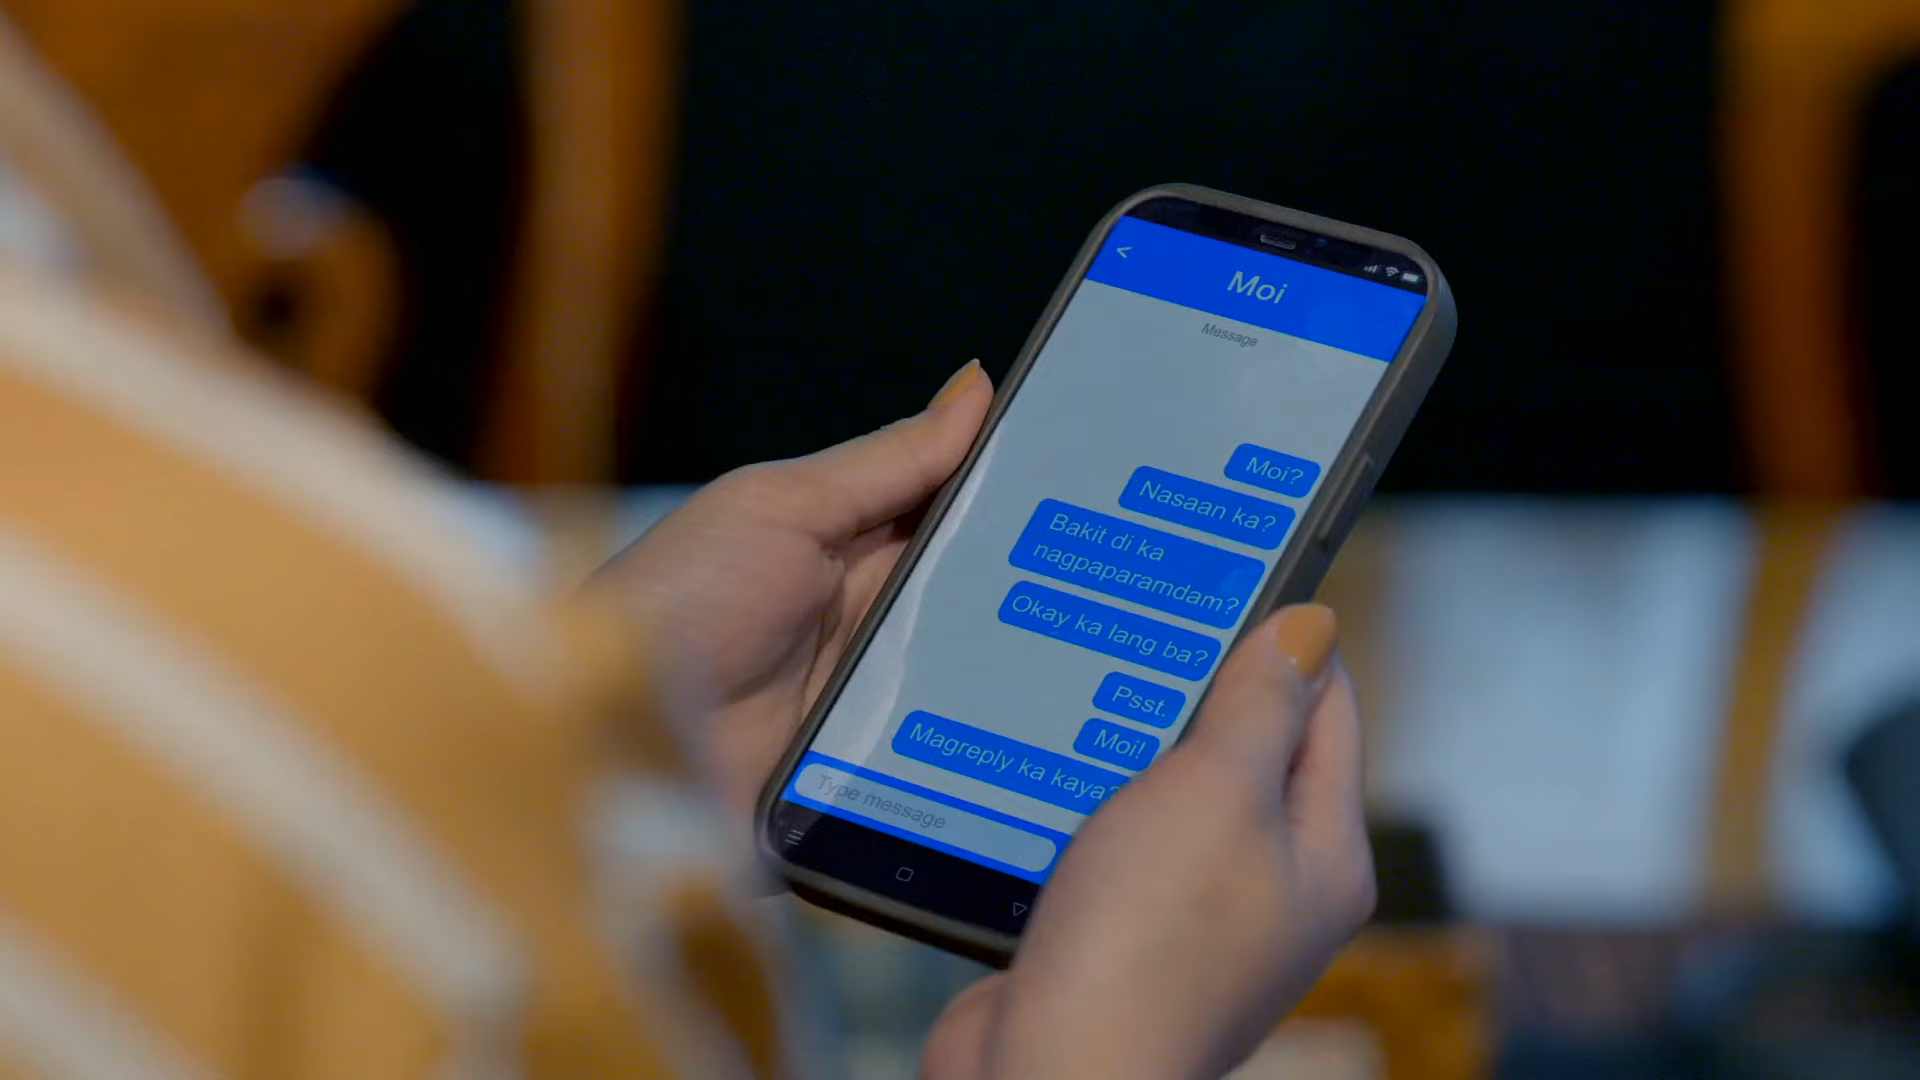 <
Moi
Message
Moi?
Nasaan ka?
Bakit di ka
nagpaparamdam?
Okay ka lang ba?
Psst.
Moi!
Magreply ka kaya?
Type message